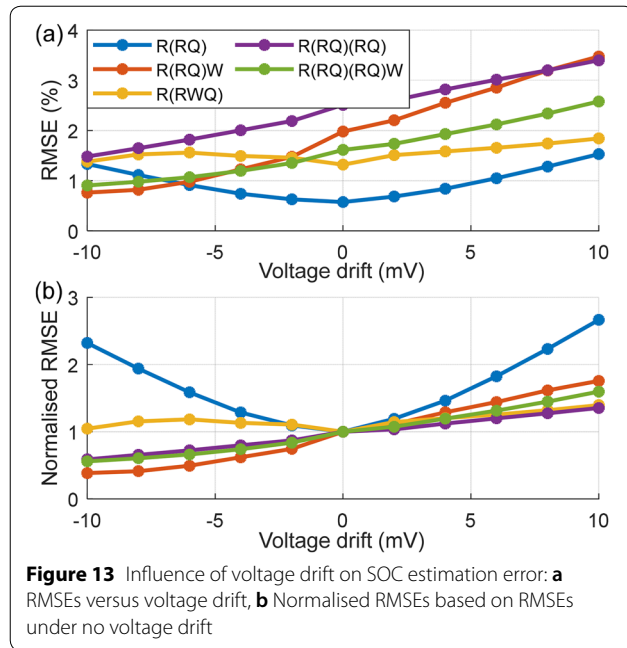 (a)
R(RQ)
R(RQ)(RQ)
R(RQ)W
R(RQ)(RQ)W
R(RWQ)
RMSE (%)
4
3
2
1
0
-10
-5
0
5
10
Voltage drift (mV)
(b)
Normalised RMSE
3
2
1
0
-10
-5
0
5
10
Voltage drift (mV)
Figure 13 Influence of voltage drift on SOC estimation error: a
RMSEs versus voltage drift, b Normalised RMSEs based on RMSEs
under no voltage drift